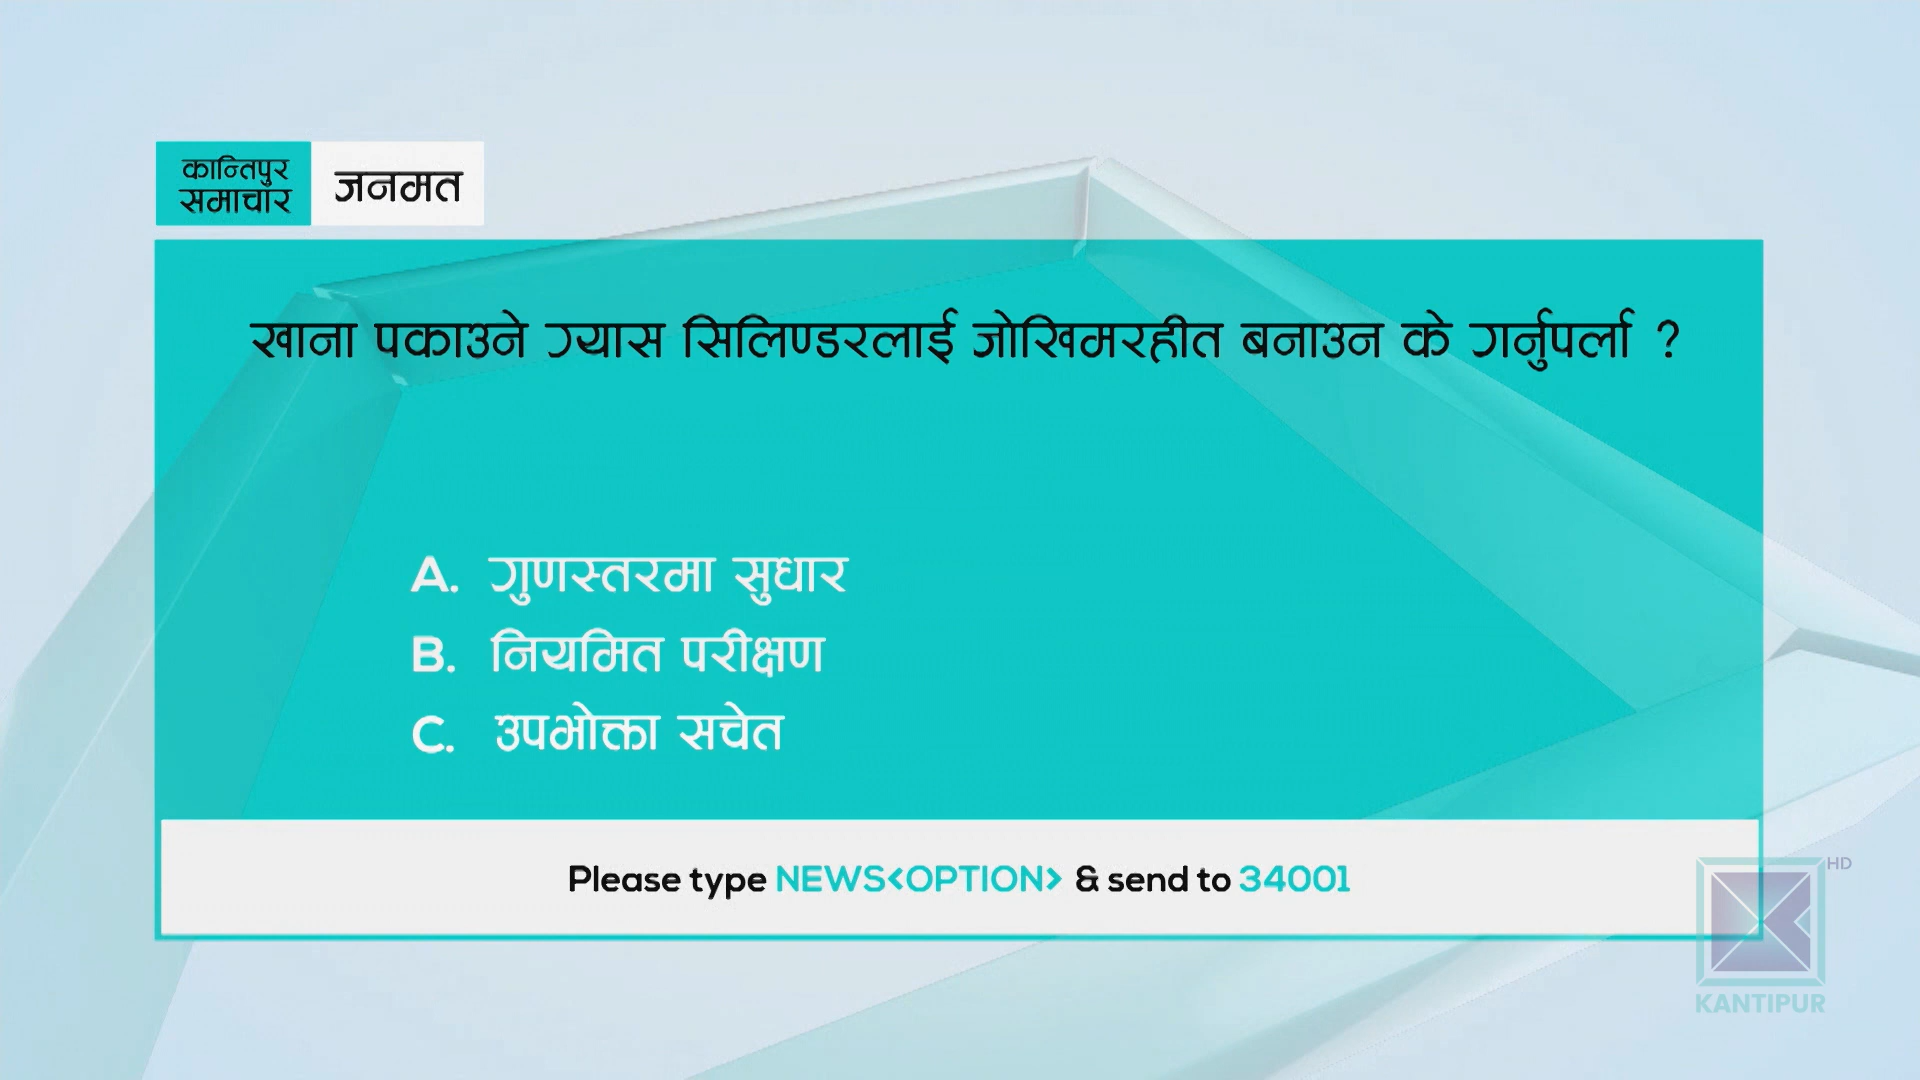 कान्तिपुर
समाचार
जनमत
खाना पकाउने ग्यास सिलिण्डरलाई जोखिमरहीत बनाउन के गर्नुपर्ला ?
A. गुणस्तरमा सुधार
B. नियमित परीक्षण
C. उपभोक्ता सचेत
Please type NEWS<OPTION> & send to 34001
HD
KANTIPUR